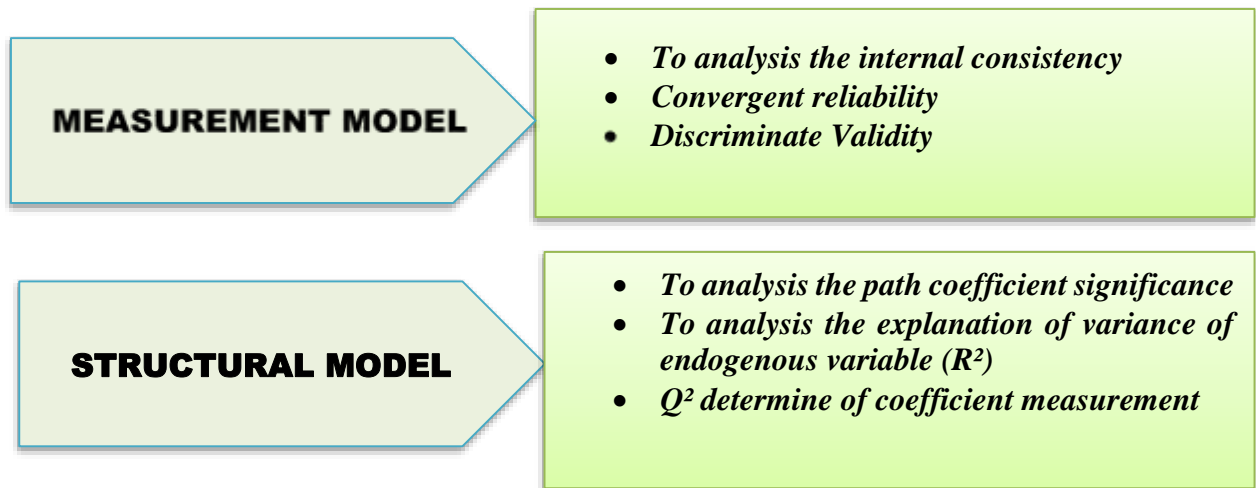 MEASUREMENT MODEL
• To analysis the internal consistency
• Convergent reliability
• Discriminate Validity
STRUCTURAL MODEL
• To analysis the path coefficient significance
• To analysis the explanation of variance of
endogenous variable (R²)
• Q² determine of coefficient measurement